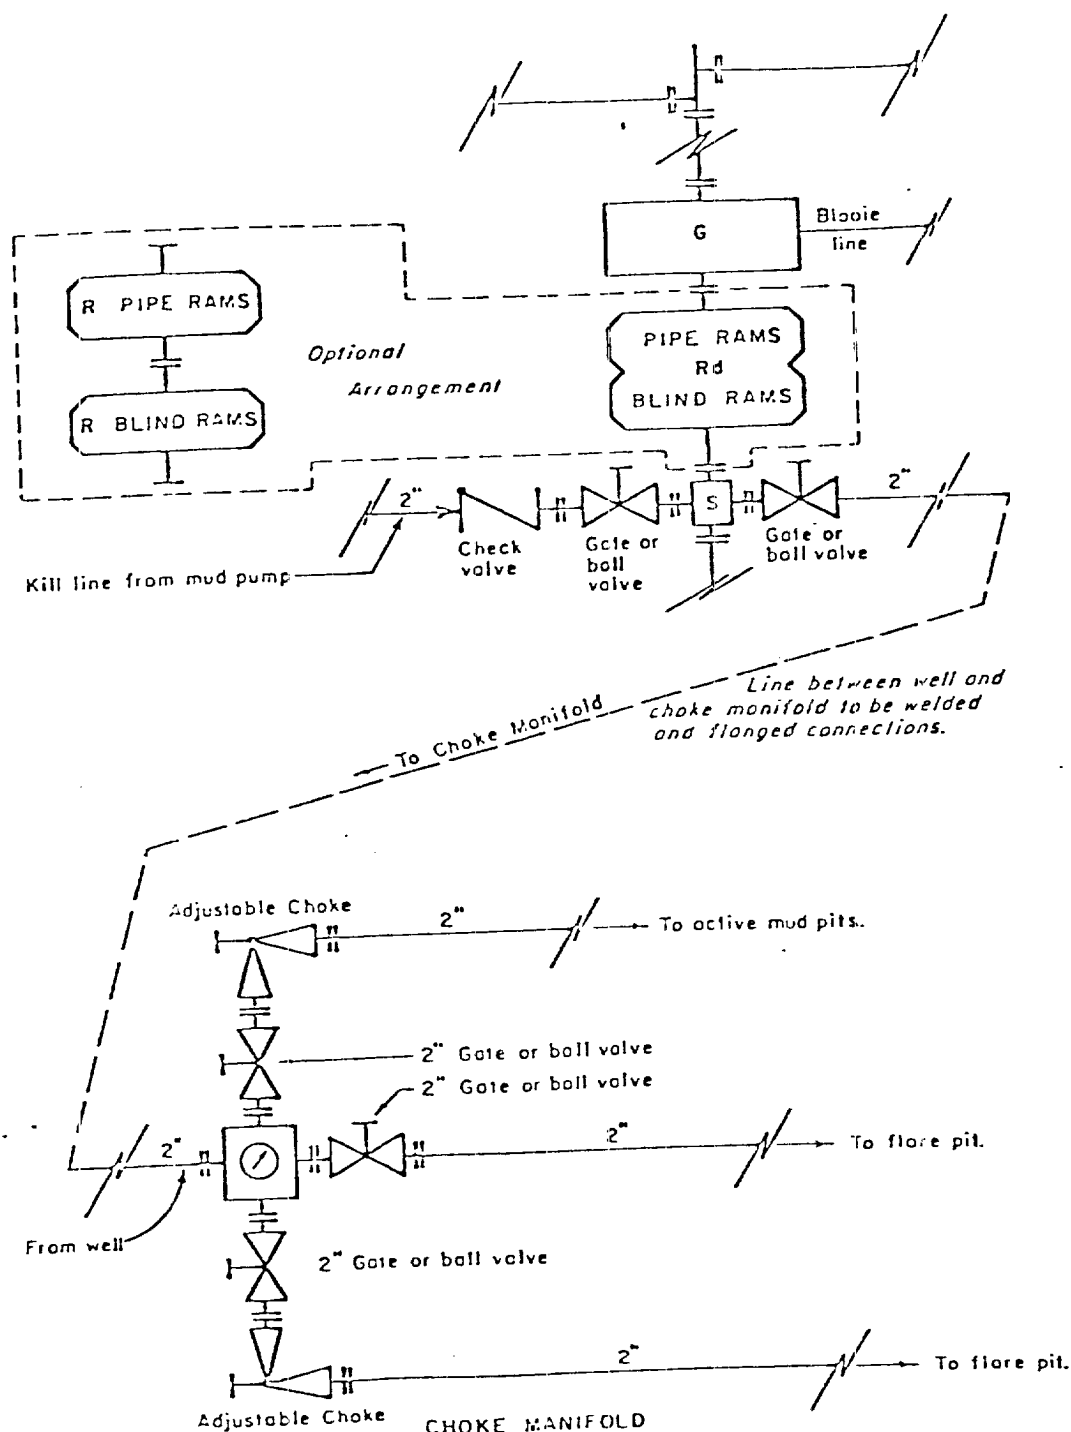 G
Blooie
line
R PIPE RAMS
R BLIND RAMS
Optional
Arrangement
PIPE RAMS
Rd
BLIND RAMS
2"
S
2"
Check
valve
Gate or
ball
valve
Gate or
ball valve
Kill line from mud pump
Line between well and
choke manifold to be welded
and flanged connections.
To Choke Manifold
Adjustable Choke
2"
To active mud pits.
2" Gate or ball valve
2" Gate or ball valve
2"
2"
To flare pit.
From well
2" Gate or ball valve
2"
To flare pit.
Adjustable Choke
CHOKE MANIFOLD